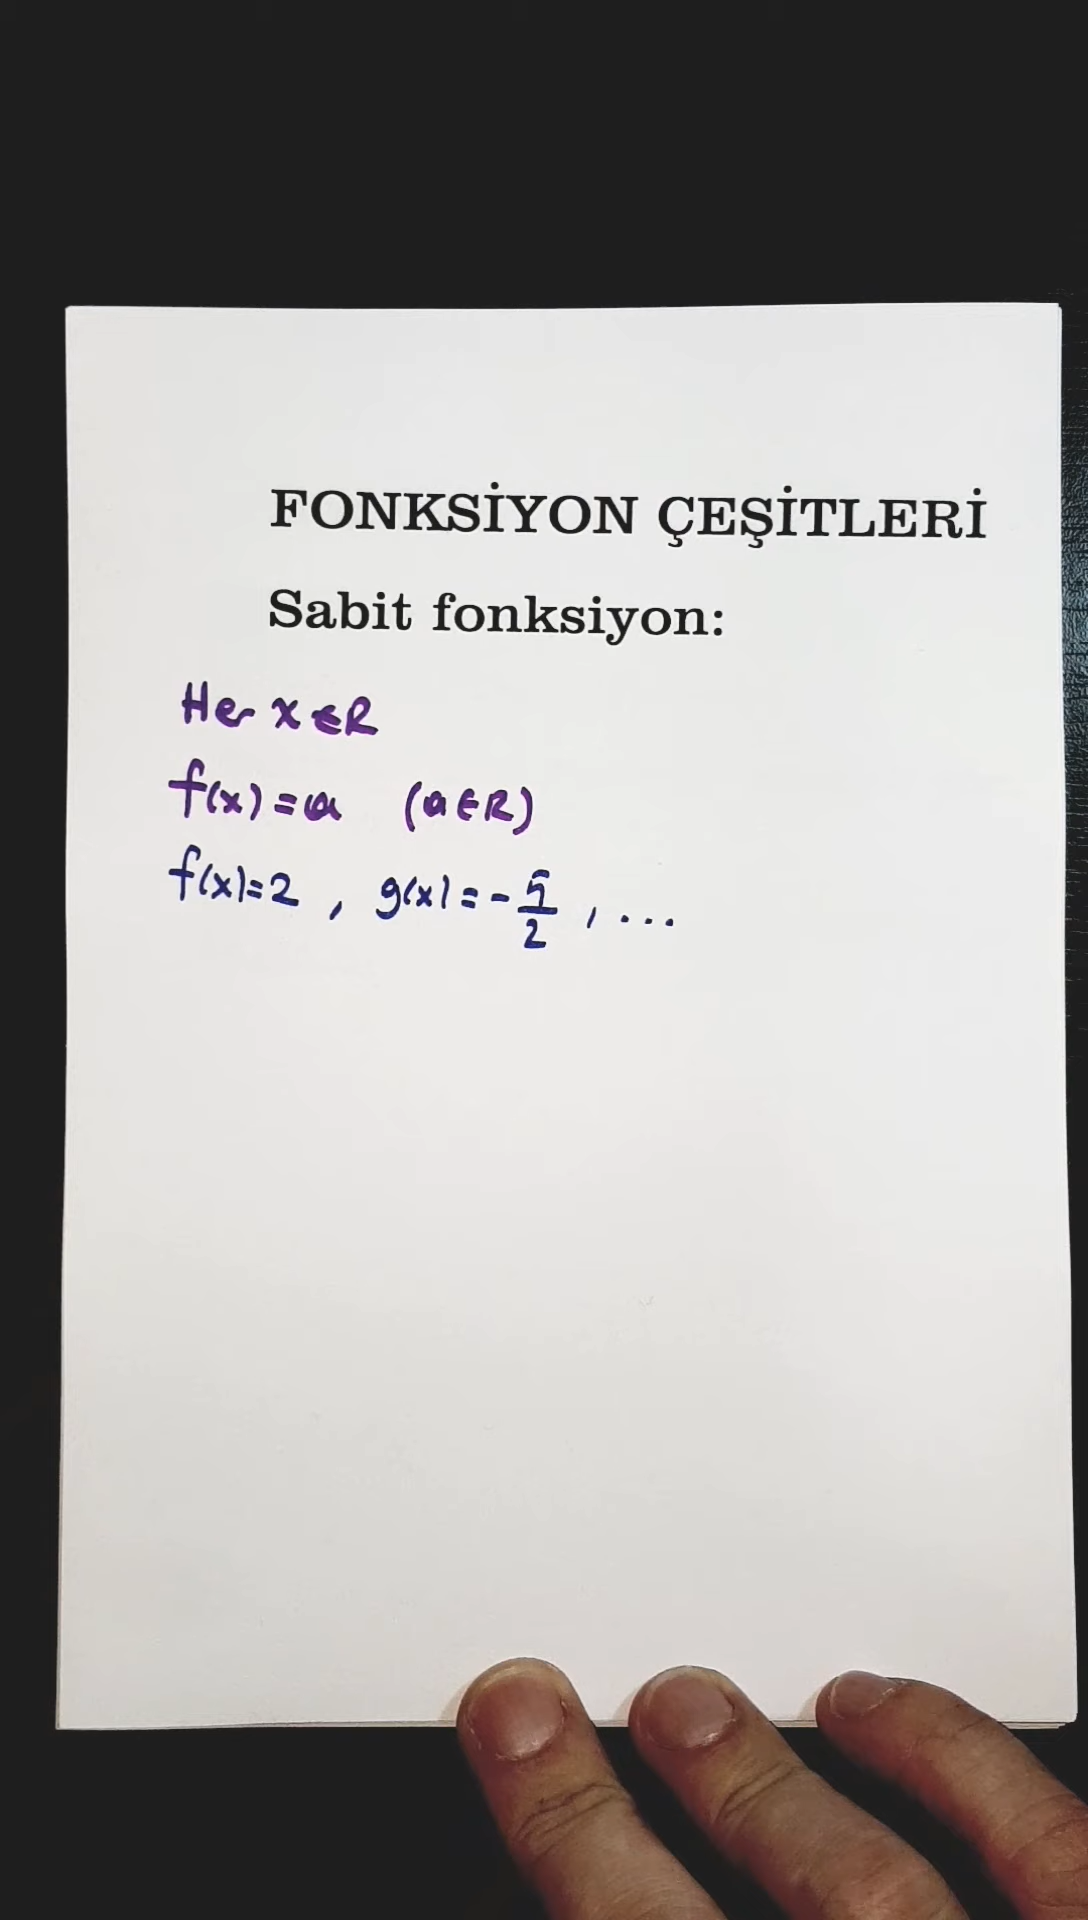 FONKSİYON ÇEŞİTLERİ
Sabit fonksiyon:
Her x∈R
f(x)=a (a∈R)
f(x)=2 , g(x)=-5/2 , ...